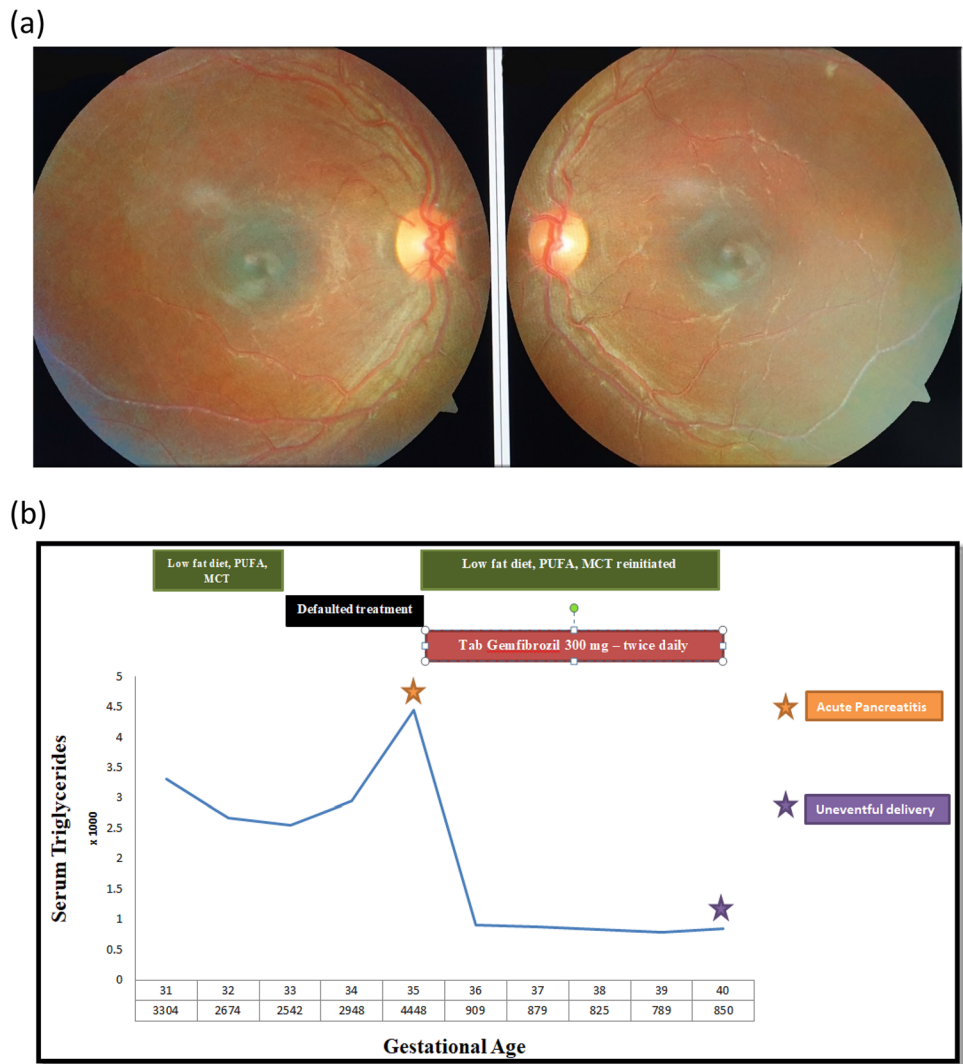 (a)
(b)
Low fat diet, PUFA,
MCT
Low fat diet, PUFA, MCT reinitiated
Defaulted treatment
Tab Gemfibrozil 300 mg – twice daily
5
4.5
4
3.5
3
2.5
2
1.5
1
0.5
0
Serum Triglycerides
x 1000
Acute Pancreatitis
Uneventful delivery
31 32 33 34 35 36 37 38 39 40
3304 2674 2542 2948 4448 909 879 825 789 850
Gestational Age